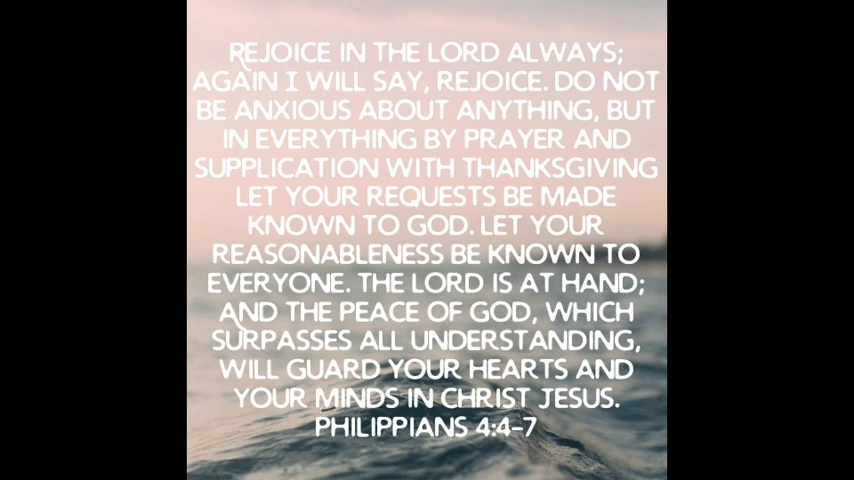 REJOICE IN THE LORD ALWAYS;
AGAIN I WILL SAY, REJOICE. DO NOT
BE ANXIOUS ABOUT ANYTHING, BUT
IN EVERYTHING BY PRAYER AND
SUPPLICATION WITH THANKSGIVING
LET YOUR REQUESTS BE MADE
KNOWN TO GOD. LET YOUR
REASONABLENESS BE KNOWN TO
EVERYONE. THE LORD IS AT HAND;
AND THE PEACE OF GOD, WHICH
SURPASSES ALL UNDERSTANDING,
WILL GUARD YOUR HEARTS AND
YOUR MINDS IN CHRIST JESUS.
PHILIPPIANS 4:4-7